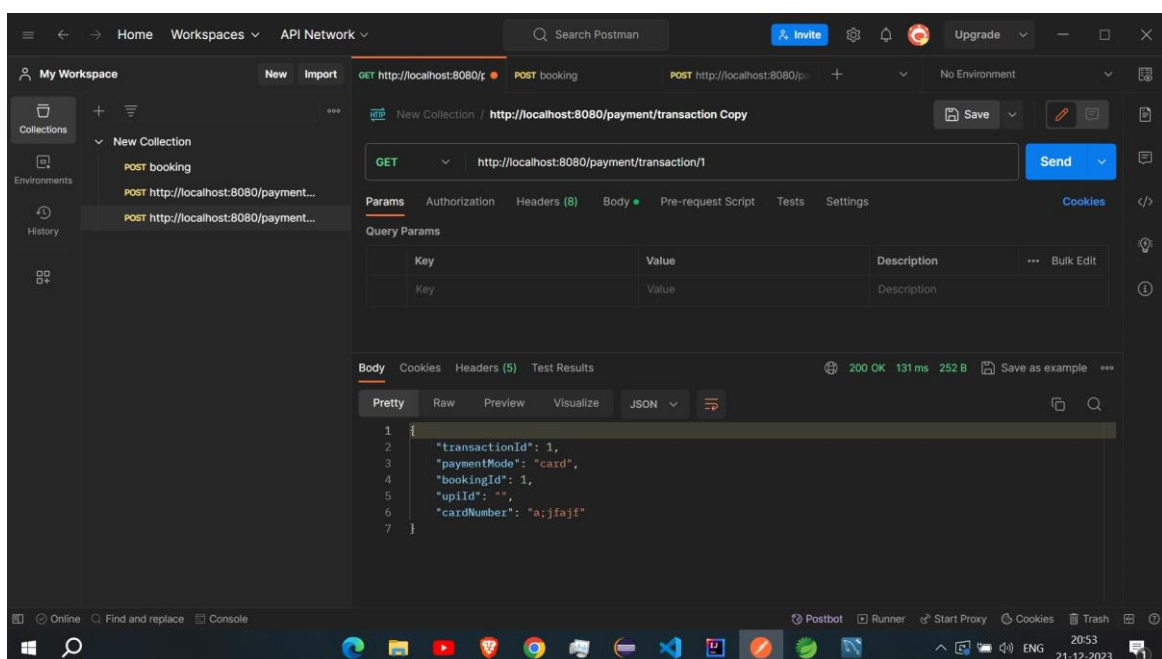 Home Workspaces API Network Search Postman Invite Upgrade
My Workspace New Import GET http://localhost:8080/p POST booking POST http://localhost:8080/pa No Environment
Collections
New Collection / http://localhost:8080/payment/transaction Copy Save
New Collection
POST booking
Environments
POST http://localhost:8080/payment...
POST http://localhost:8080/payment...
History
GET http://localhost:8080/payment/transaction/1 Send
Params Authorization Headers (8) Body Pre-request Script Tests Settings Cookies
Query Params
Key Value Description Bulk Edit
Key Value Description
Body Cookies Headers (5) Test Results 200 OK 131 ms 252 B Save as example
Pretty Raw Preview Visualize JSON
1 {
2 "transactionId": 1,
3 "paymentMode": "card",
4 "bookingId": 1,
5 "upiId": "",
6 "cardNumber": "a;jfajf"
7 }
Online Find and replace Console Postbot Runner Start Proxy Cookies Trash
ENG 20:53
21-12-2023